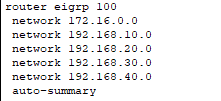 router eigrp 100
network 172.16.0.0
network 192.168.10.0
network 192.168.20.0
network 192.168.30.0
network 192.168.40.0
auto-summary